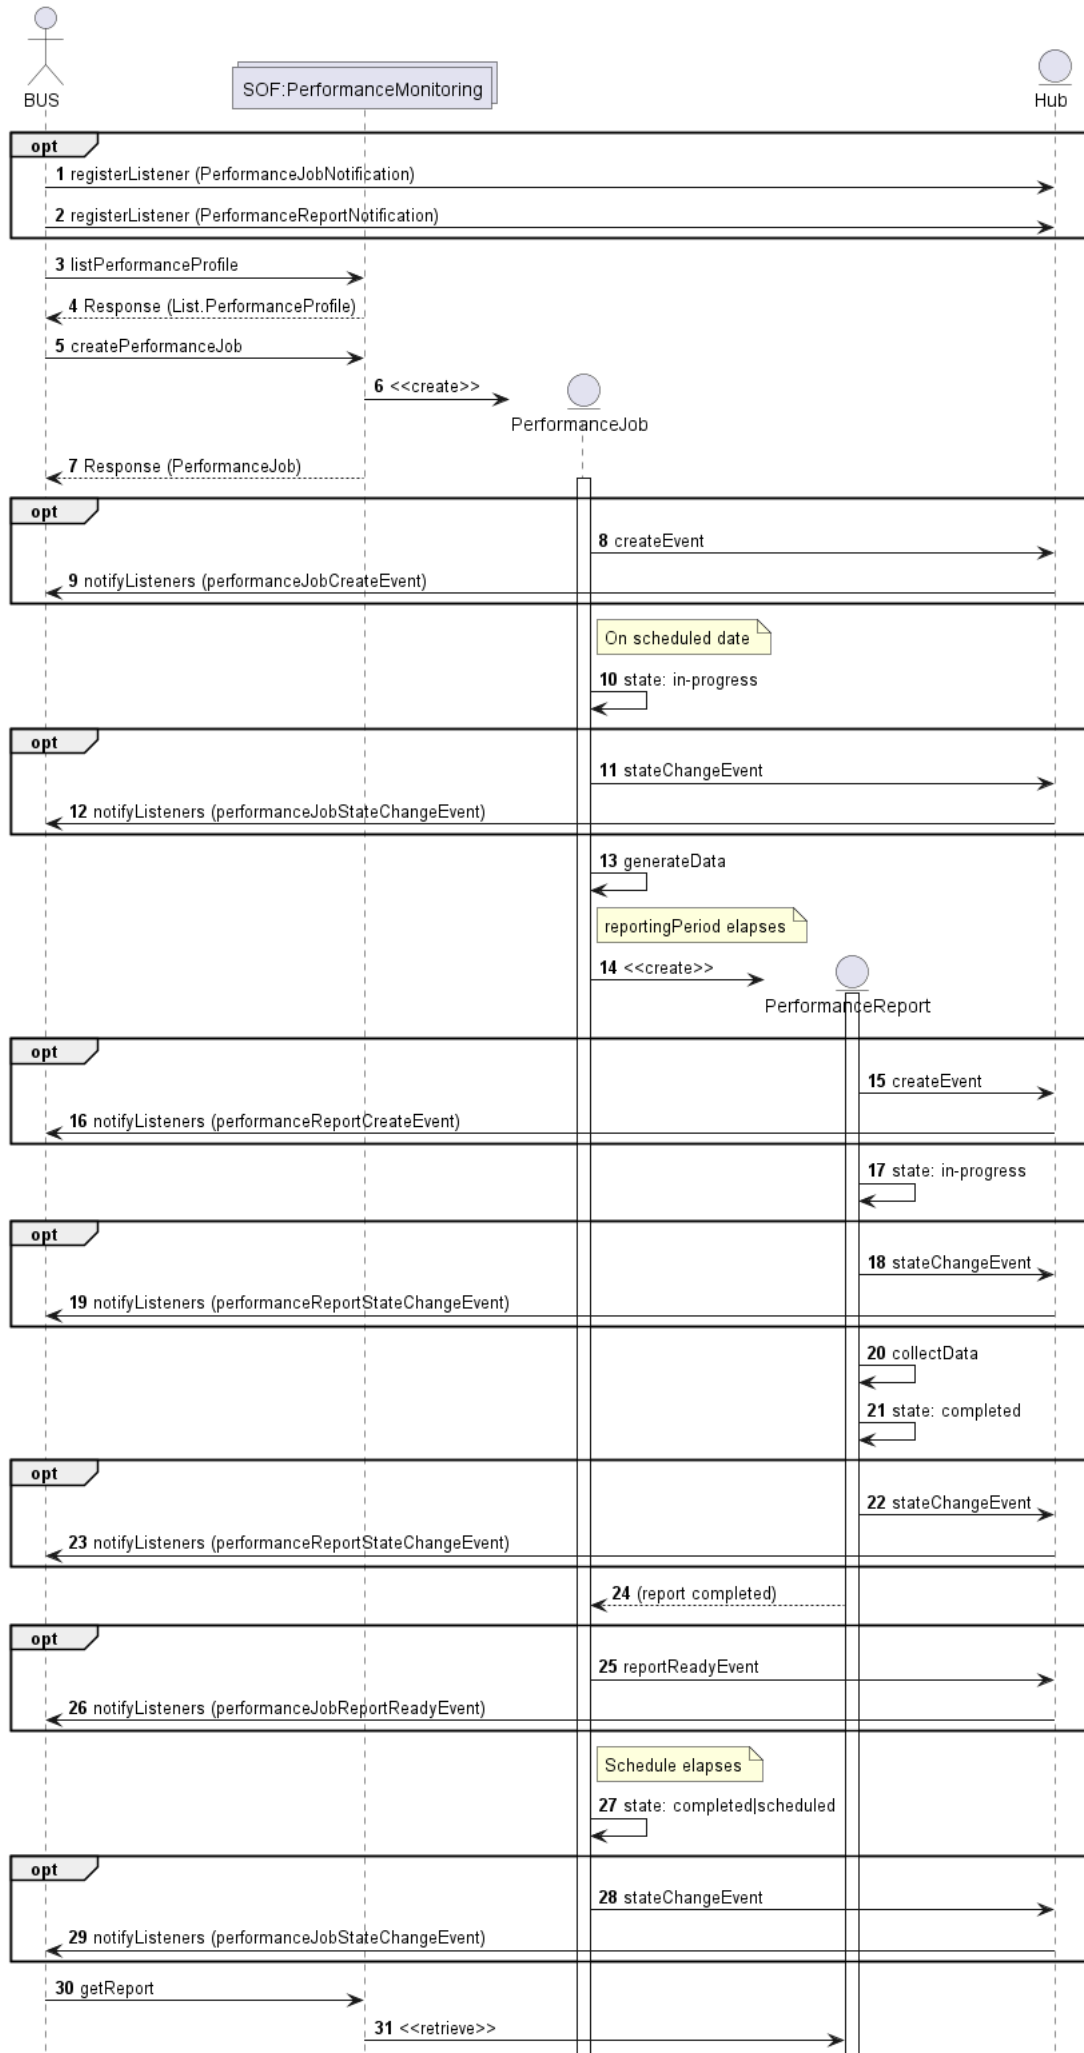 BUS
SOF:PerformanceMonitoring
Hub
opt
1 registerListener (PerformanceJobNotification)
2 registerListener (PerformanceReportNotification)
3 listPerformanceProfile
4 Response (List.PerformanceProfile)
5 createPerformanceJob
6 <<create>>
PerformanceJob
7 Response (PerformanceJob)
opt
8 createEvent
9 notifyListeners (performanceJobCreateEvent)
On scheduled date
10 state: in-progress
opt
11 stateChangeEvent
12 notifyListeners (performanceJobStateChangeEvent)
13 generateData
reportingPeriod elapses
14 <<create>>
PerformanceReport
opt
15 createEvent
16 notifyListeners (performanceReportCreateEvent)
17 state: in-progress
opt
18 stateChangeEvent
19 notifyListeners (performanceReportStateChangeEvent)
20 collectData
21 state: completed
opt
22 stateChangeEvent
23 notifyListeners (performanceReportStateChangeEvent)
24 (report completed)
opt
25 reportReadyEvent
26 notifyListeners (performanceJobReportReadyEvent)
Schedule elapses
27 state: completed|scheduled
opt
28 stateChangeEvent
29 notifyListeners (performanceJobStateChangeEvent)
30 getReport
31 <<retrieve>>